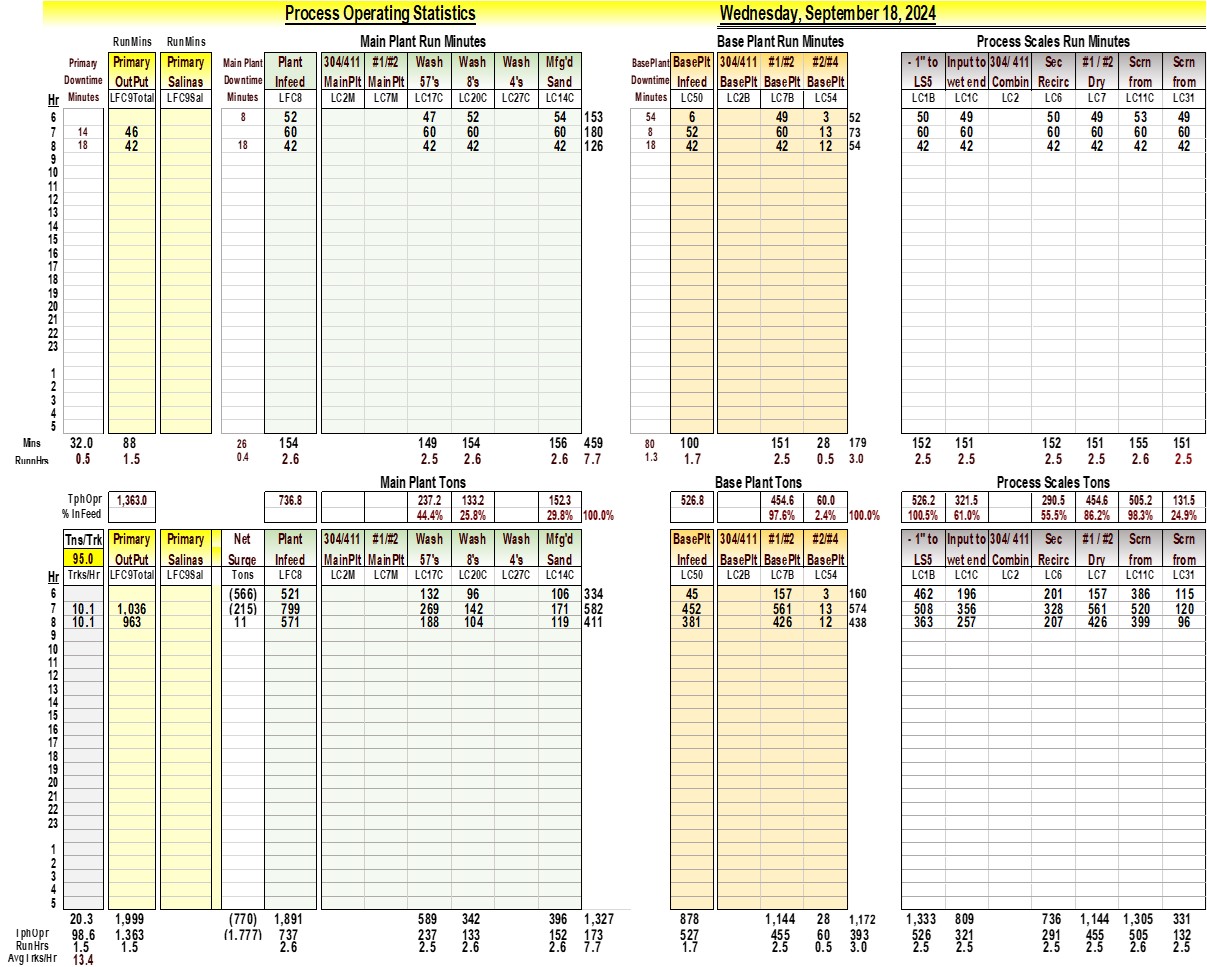 Process Operating Statistics Wednesday, September 18, 2024
RunMins RunMins Main Plant Run Minutes Base Plant Run Minutes Process Scales Run Minutes
Primary Primary Primary Main Plant Plant 304/411 #1/#2 Wash Wash Wash Mfg'd BasePlant BasePlt 304/411 #1/#2 #2/#4 - 1" to Input to 304/ 411 Sec #1 / #2 Scrn Scrn
Downtime OutPut Salinas Downtime Infeed MainPlt MainPlt 57's 8's 4's Sand Downtime Infeed BasePlt BasePlt BasePlt LS5 wet end Combin Recirc Dry from from
Hr Minutes LFC9Total LFC9Sal Minutes LFC8 LC2M LC7M LC17C LC20C LC27C LC14C Minutes LC50 LC2B LC7B LC54 LC1B LC1C LC2 LC6 LC7 LC11C LC31
6 8 52 47 52 54 153 54 6 49 3 52 50 49 50 49 53 49
7 14 46 60 60 60 60 180 8 52 60 13 73 60 60 60 60 60 60
8 18 42 18 42 42 42 42 126 18 42 42 12 54 42 42 42 42 42 42
9
10
11
12
13
14
15
16
17
18
19
20
21
22
23
1
2
3
4
5
Mins 32.0 88 26 154 149 154 156 459 80 100 151 28 179 152 151 152 151 155 151
RunnHrs 0.5 1.5 0.4 2.6 2.5 2.6 2.6 7.7 1.3 1.7 2.5 0.5 3.0 2.5 2.5 2.5 2.5 2.6 2.5
Main Plant Tons Base Plant Tons Process Scales Tons
TphOpr 1,363.0 736.8 237.2 133.2 152.3 526.8 454.6 60.0 526.2 321.5 290.5 454.6 505.2 131.5
% InFeed 44.4% 25.8% 29.8% 100.0% 97.6% 2.4% 100.0% 100.5% 61.0% 55.5% 86.2% 98.3% 24.9%
Tns/Trk Primary Primary Net Plant 304/411 #1/#2 Wash Wash Wash Mfg'd BasePlt 304/411 #1/#2 #2/#4 - 1" to Input to 304/ 411 Sec #1 / #2 Scrn Scrn
95.0 OutPut Salinas Surge Infeed MainPlt MainPlt 57's 8's 4's Sand Infeed BasePlt BasePlt BasePlt LS5 wet end Combin Recirc Dry from from
Hr Trks/Hr LFC9Total LFC9Sal Tons LFC8 LC2M LC7M LC17C LC20C LC27C LC14C LC50 LC2B LC7B LC54 LC1B LC1C LC2 LC6 LC7 LC11C LC31
6 (566) 521 132 96 106 334 45 157 3 160 462 196 201 157 386 115
7 10.1 1,036 (215) 799 269 142 171 582 452 561 13 574 508 356 328 561 520 120
8 10.1 963 11 571 188 104 119 411 381 426 12 438 363 257 207 426 399 96
9
10
11
12
13
14
15
16
17
18
19
20
21
22
23
1
2
3
4
5
20.3 1,999 (770) 1,891 589 342 396 1,327 878 1,144 28 1,172 1,333 809 736 1,144 1,305 331
TphOpr 98.6 1,363 (1,777) 737 237 133 152 173 527 455 60 393 526 321 291 455 505 132
RunHrs 1.5 1.5 2.6 2.5 2.6 2.6 7.7 1.7 2.5 0.5 3.0 2.5 2.5 2.5 2.5 2.6 2.5
AvgTrks/Hr 13.4